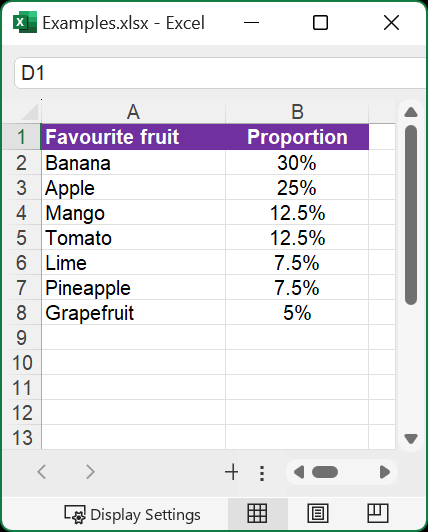 Examples.xlsx - Excel
D1
A B
1 Favourite fruit Proportion
2 Banana 30%
3 Apple 25%
4 Mango 12.5%
5 Tomato 12.5%
6 Lime 7.5%
7 Pineapple 7.5%
8 Grapefruit 5%
9
10
11
12
13
Display Settings